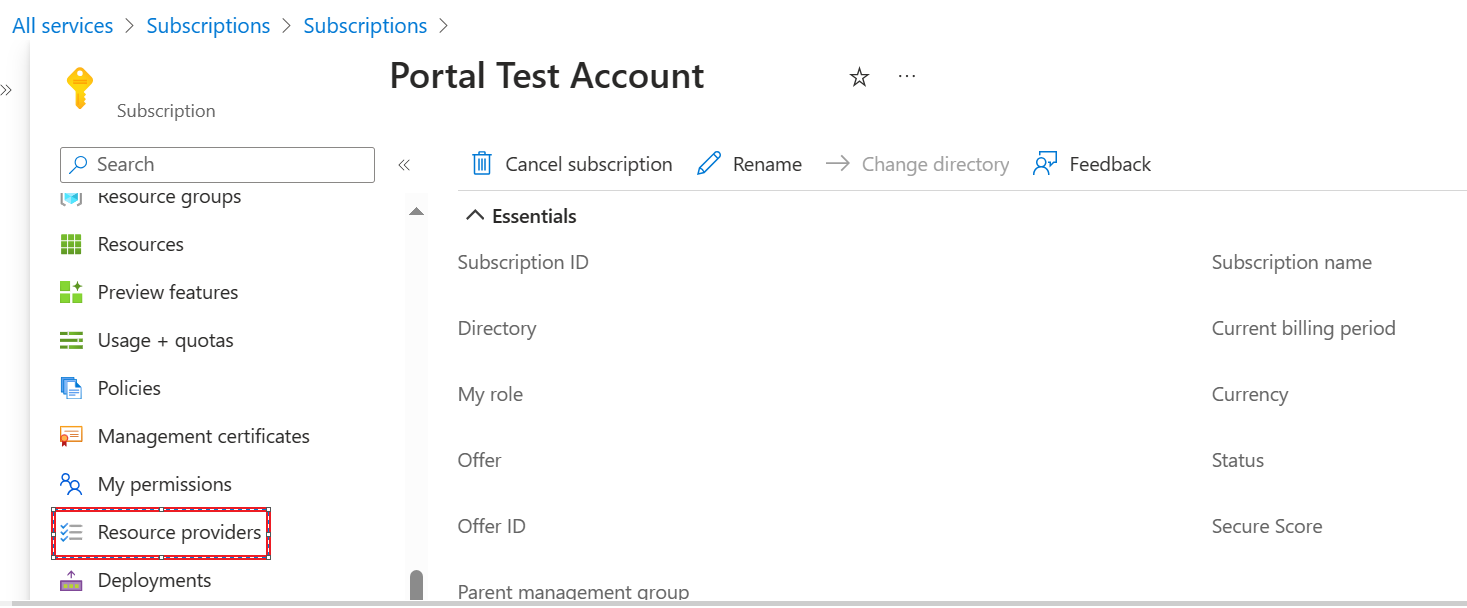 All services > Subscriptions > Subscriptions >
Portal Test Account
Subscription
Search
Cancel subscription Rename Change directory Feedback
Resource groups
Resources
Preview features
Usage + quotas
Policies
Management certificates
My permissions
Resource providers
Deployments
Essentials
Subscription ID Subscription name
Directory Current billing period
My role Currency
Offer Status
Offer ID Secure Score
Parent management group